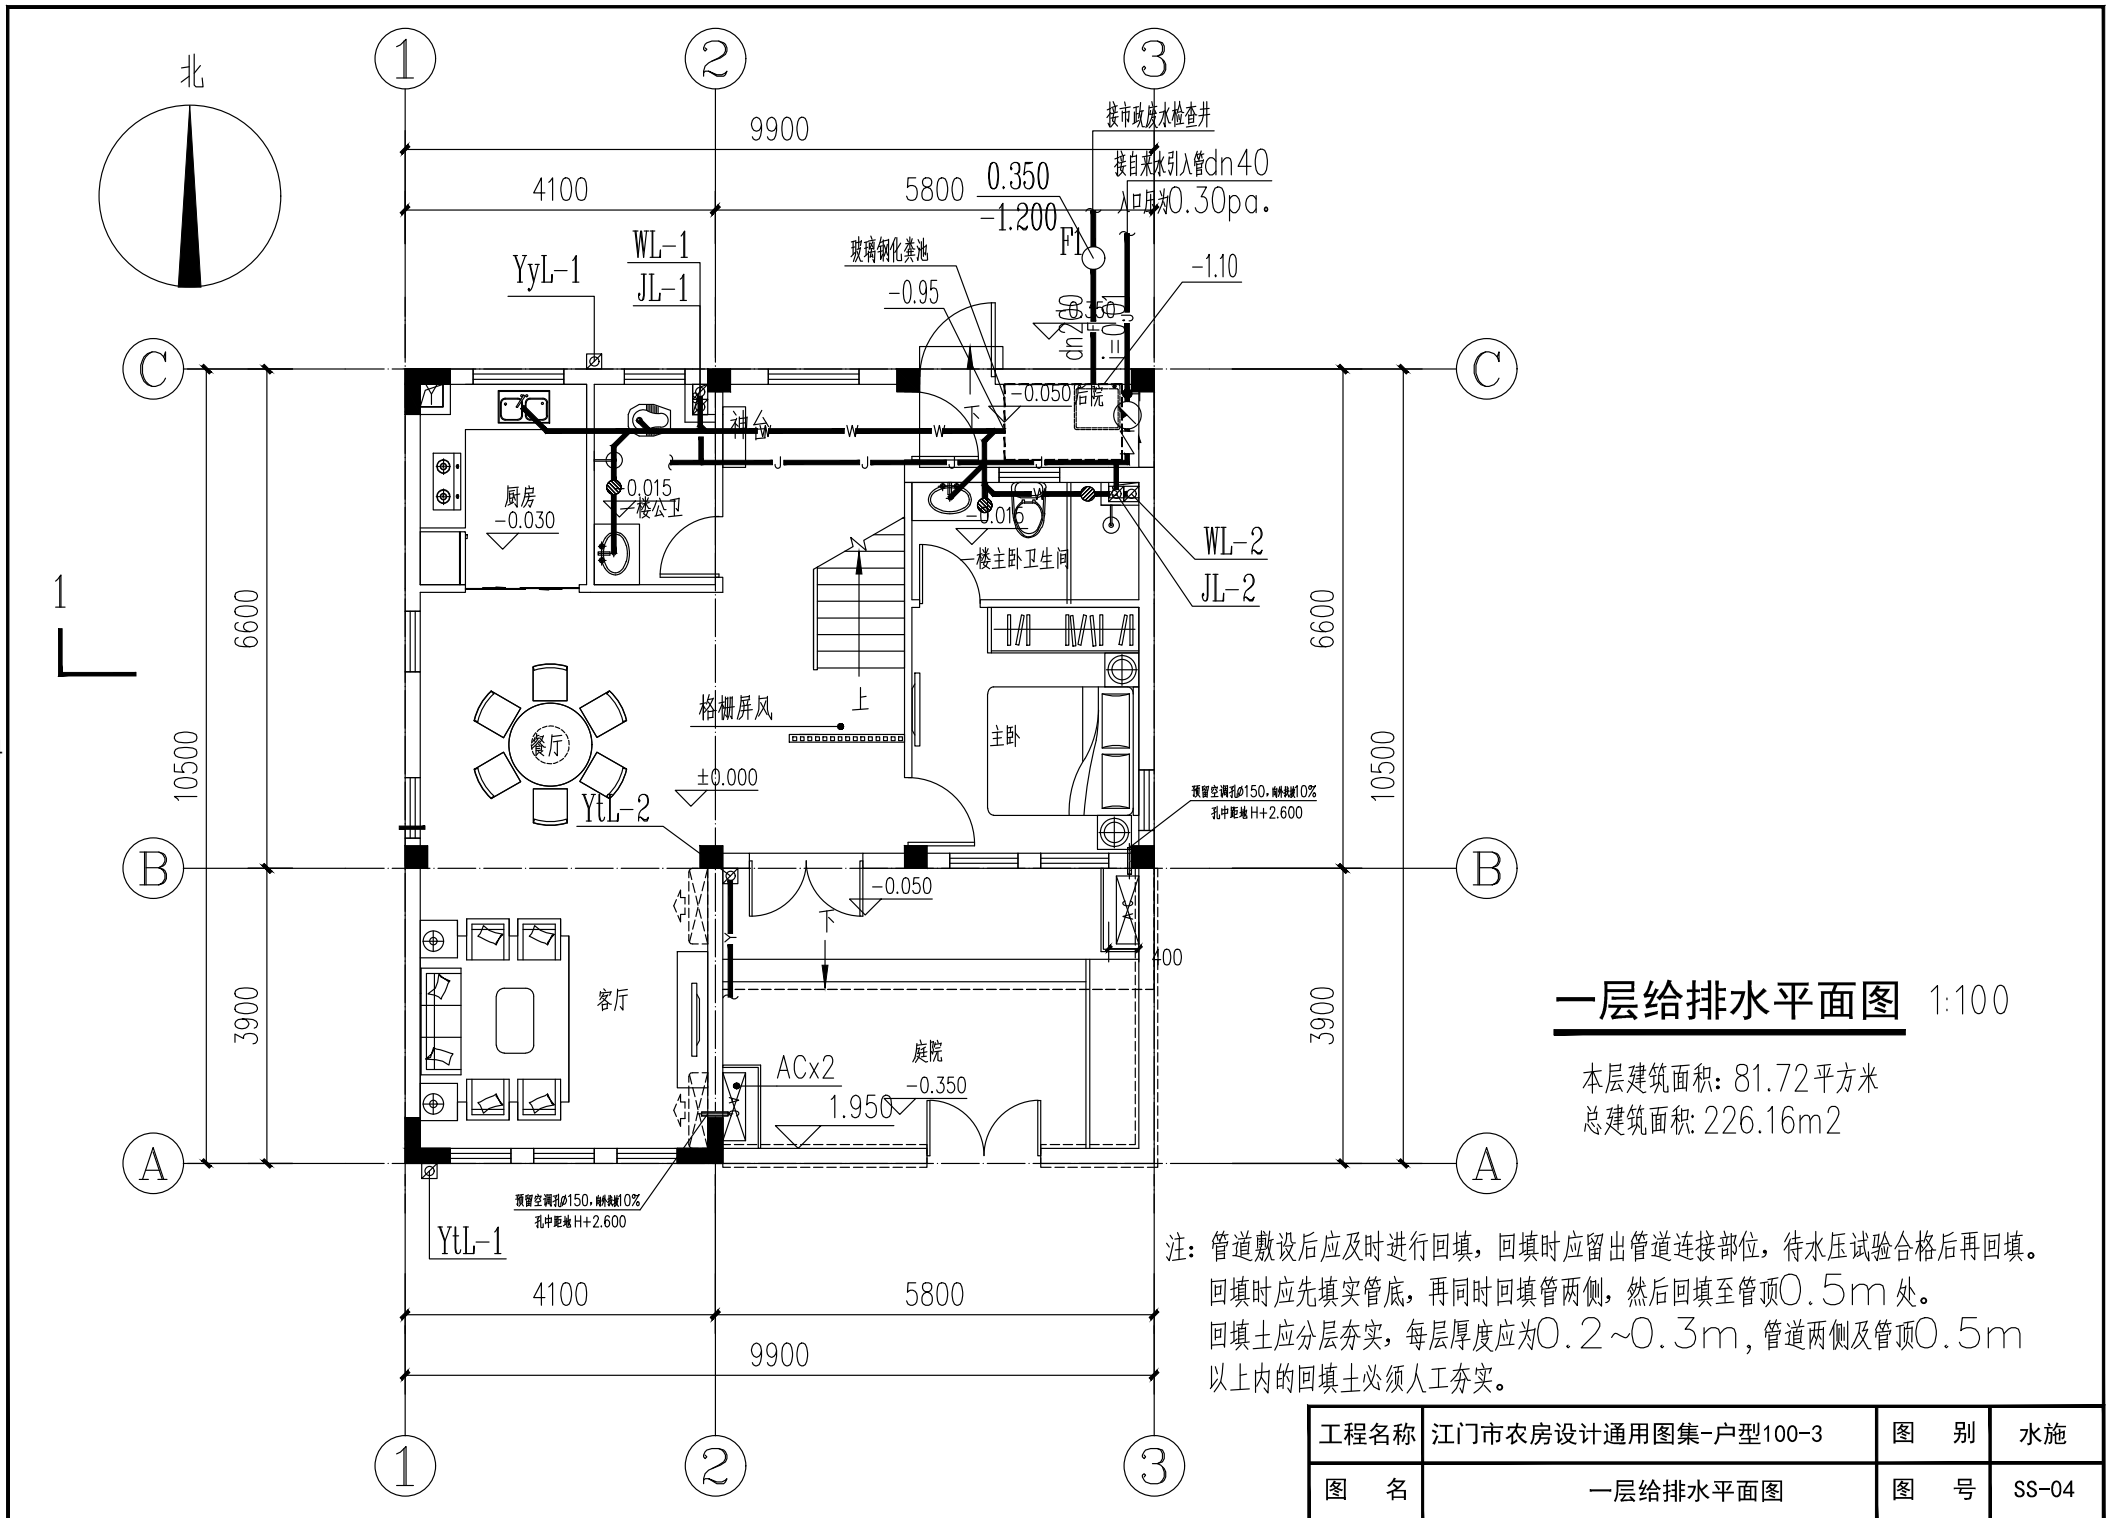 北
1
2
3
9900
接市政废水检查井
接自来水引入管dn40
入口压为0.30pa。
4100
5800
0.350
-1.200
F1
WL-1
JL-1
YyL-1
玻璃钢化粪池
-0.95
-1.10
-0.350
dn200
C
C
神台
-0.050
后院
下
W
W
W
J
J
J
J
W
F
J
厨房
-0.030
-0.015
一楼公卫
-0.015
一楼主卧卫生间
WL-2
JL-2
1
6600
6600
10500
10500
格栅屏风
上
餐厅
主卧
±0.000
YtL-2
预留空调孔ø150,向外找坡10%
孔中距地H+2.600
B
B
-0.050
下
AC
400
Y
客厅
3900
3900
庭院
-0.350
ACx2
1.950
AC
A
A
预留空调孔ø150,向外找坡10%
孔中距地H+2.600
YtL-1
4100
5800
9900
1
2
3
一层给排水平面图 1:100
本层建筑面积: 81.72平方米
总建筑面积: 226.16m2
注: 管道敷设后应及时进行回填, 回填时应留出管道连接部位, 待水压试验合格后再回填。
回填时应先填实管底, 再同时回填管两侧, 然后回填至管顶0.5m 处。
回填土应分层夯实, 每层厚度应为0.2~0.3m, 管道两侧及管顶0.5m
以上内的回填土必须人工夯实。
工程名称 江门市农房设计通用图集-户型100-3 图 别 水施
图 名 一层给排水平面图 图 号 SS-04